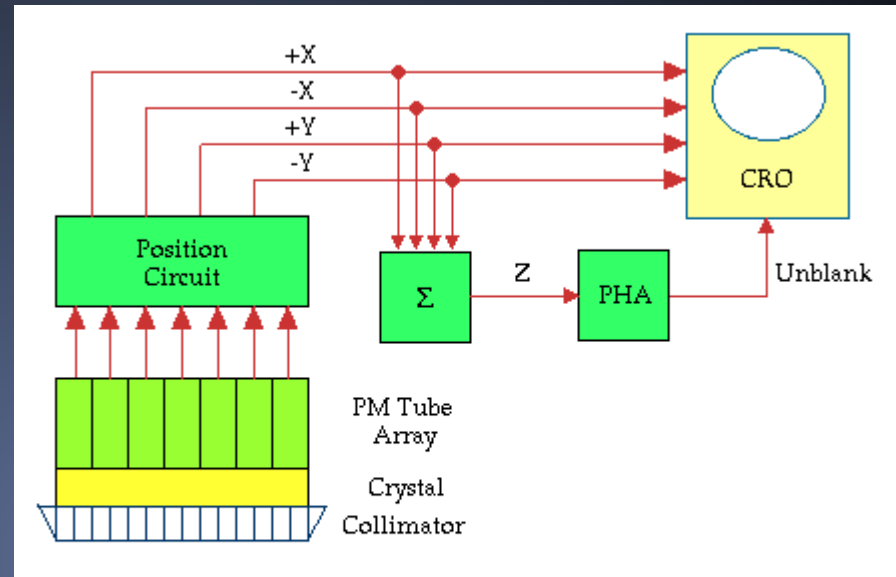 +X
-X
+Y
-Y
CRO
Position
Circuit
Σ
Z
PHA
Unblank
PM Tube
Array
Crystal
Collimator